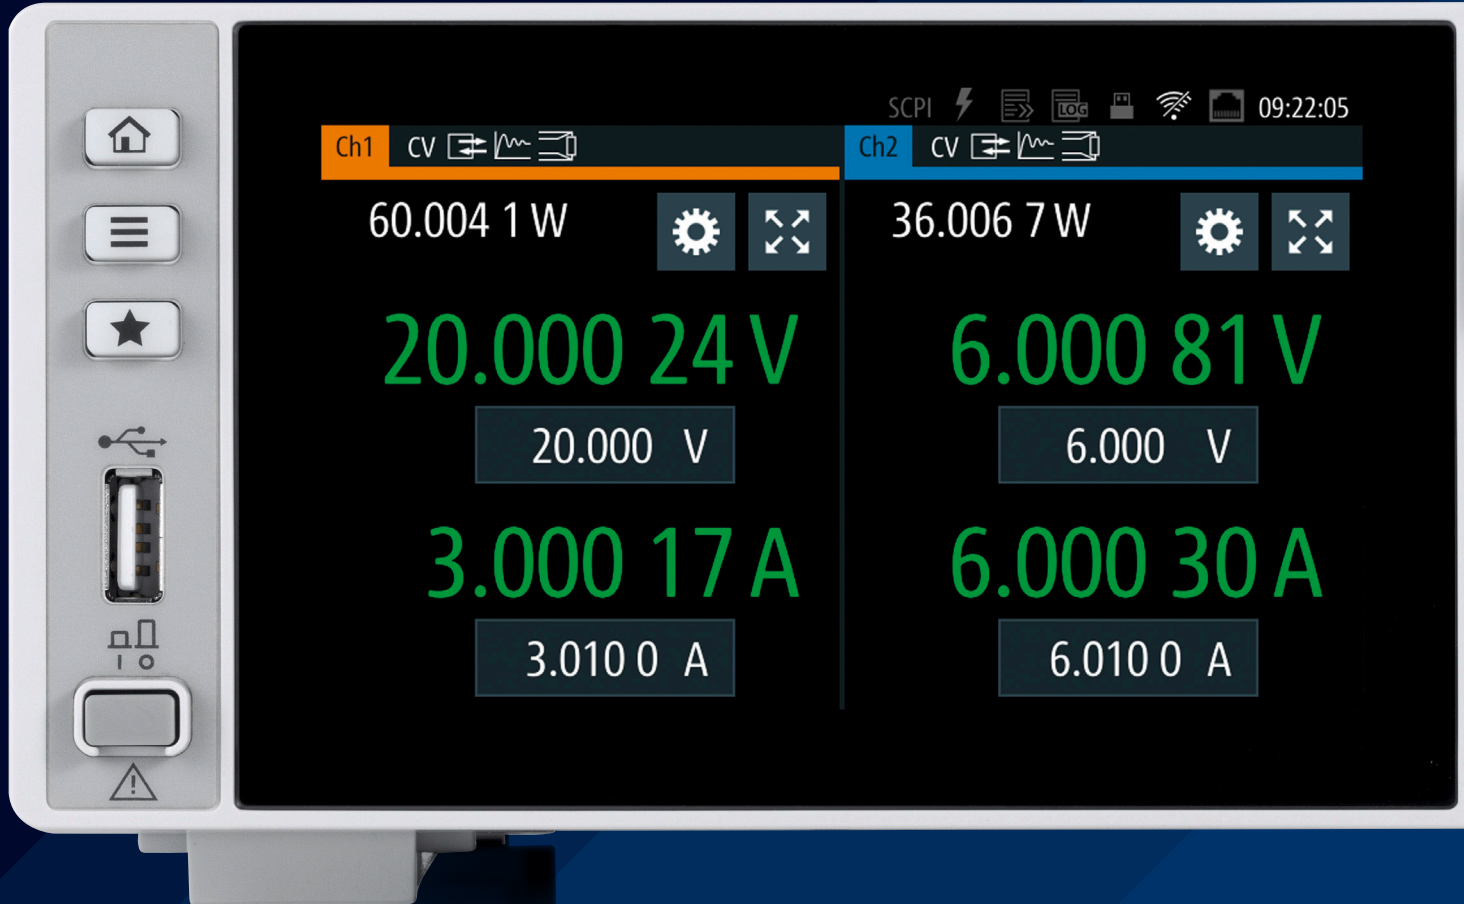 SCPI LOG 09:22:05
Ch1 CV
Ch2 CV
60.004 1 W
36.006 7 W
20.000 24 V
6.000 81 V
20.000 V
6.000 V
3.000 17 A
6.000 30 A
3.010 0 A
6.010 0 A